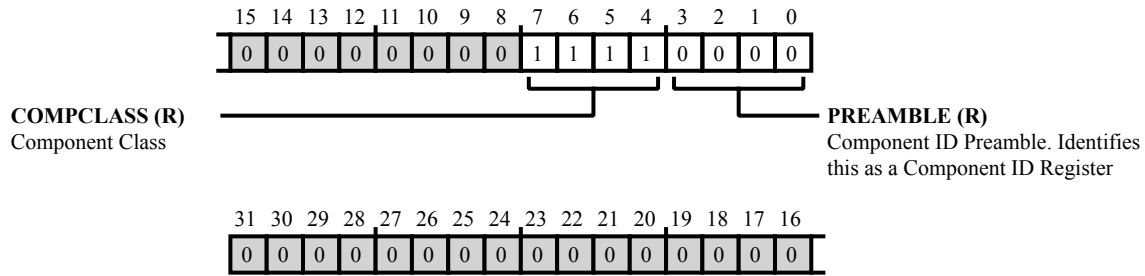 15 14 13 12 11 10 9 8 7 6 5 4 3 2 1 0
0 0 0 0 0 0 0 0 1 1 1 1 0 0 0 0
COMPCLASS (R)
Component Class
PREAMBLE (R)
Component ID Preamble. Identifies
this as a Component ID Register
31 30 29 28 27 26 25 24 23 22 21 20 19 18 17 16
0 0 0 0 0 0 0 0 0 0 0 0 0 0 0 0